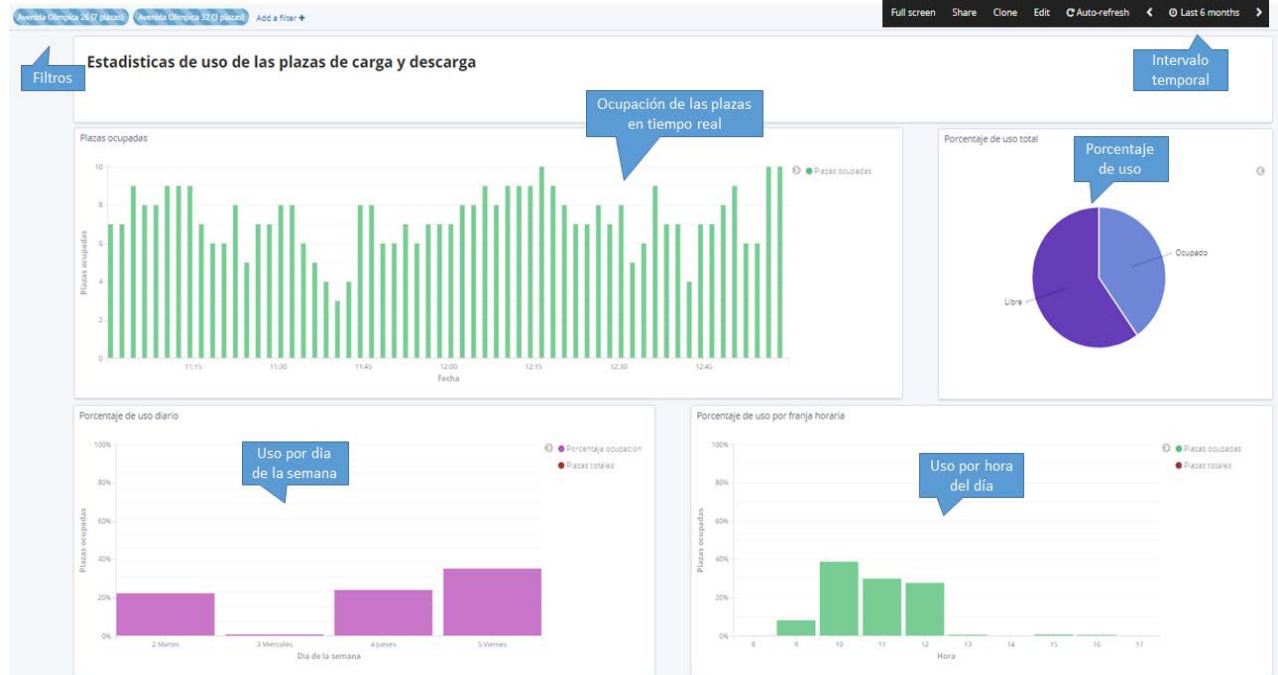 Avenida Olimpica 26 (7 plazas) Avenida Olimpica 32 (3 plazas) Add a filter +
Full screen Share Clone Edit Auto-refresh Last 6 months
Filtros
Estadisticas de uso de las plazas de carga y descarga
Intervalo
temporal
Ocupación de las plazas
en tiempo real
Plazas ocupadas
10
8
6
4
2
0
Plazas ocupadas
11:15 11:30 11:45 12:00 12:15 12:30 12:45
Fecha
Plazas ocupadas
Porcentaje de uso total
Porcentaje
de uso
Ocupado
Libre
Porcentaje de uso diario
100%
80%
60%
40%
20%
0%
Plazas ocupadas
Uso por día
de la semana
Porcentaje ocupacion
Plazas totales
2 Martes 3 Miercoles 4 Jueves 5 Viernes
Dia de la semana
Porcentaje de uso por franja horaria
100%
80%
60%
40%
20%
0%
Plazas ocupadas
Uso por hora
del día
Plazas ocupadas
Plazas totales
8 9 10 11 12 13 14 15 16 17
Hora